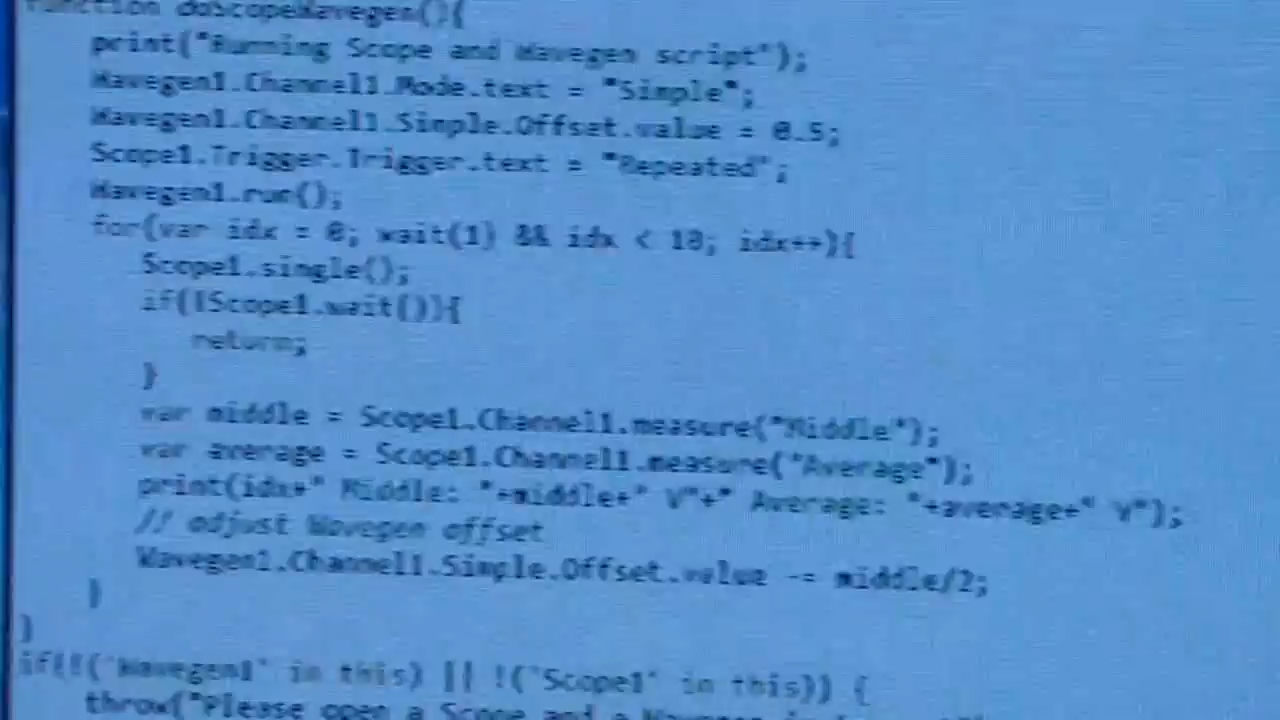 function doScopeWavegen(){
print("Running Scope and Wavegen script");
Wavegen1.Channel1.Mode.text = "Simple";
Wavegen1.Channel1.Simple.Offset.value = 0.5;
Scope1.Trigger.Trigger.text = "Repeated";
Wavegen1.run();
for(var idx = 0; wait(1) && idx < 10; idx++){
Scope1.single();
if(!Scope1.wait()){
return;
}
var middle = Scope1.Channel1.measure("Middle");
var average = Scope1.Channel1.measure("Average");
print(idx+" Middle: "+middle+" V"+" Average: "+average+" V");
// adjust Wavegen offset
Wavegen1.Channel1.Simple.Offset.value -= middle/2;
}
}
if(!('Wavegen1' in this) || !('Scope1' in this)) {
throw("Please open a Scope and a Wavegen